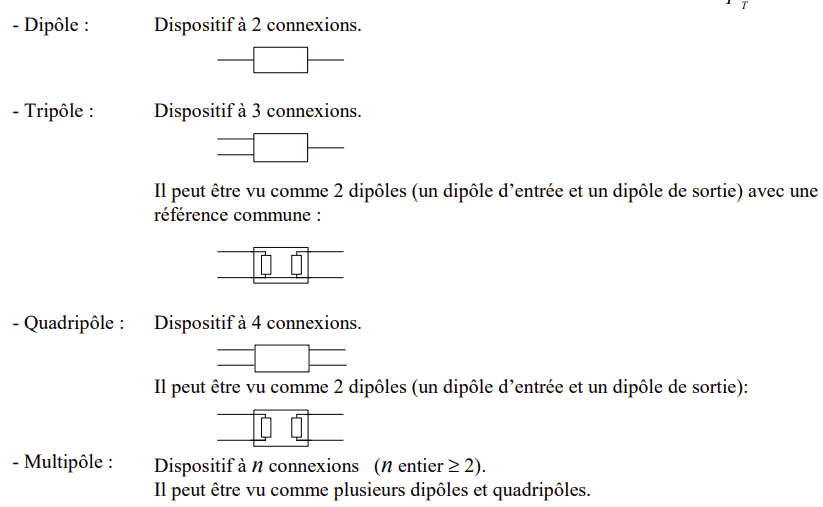 T
- Dipôle : Dispositif à 2 connexions.
- Tripôle : Dispositif à 3 connexions.
Il peut être vu comme 2 dipôles (un dipôle d’entrée et un dipôle de sortie) avec une
référence commune :
- Quadripôle : Dispositif à 4 connexions.
Il peut être vu comme 2 dipôles (un dipôle d’entrée et un dipôle de sortie):
- Multipôle : Dispositif à n connexions (n entier ≥ 2).
Il peut être vu comme plusieurs dipôles et quadripôles.